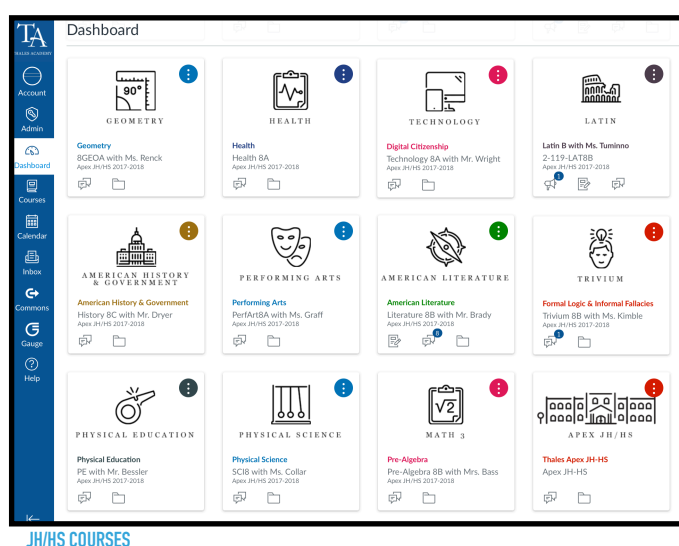 TA
THALES ACADEMY
Account
Admin
Dashboard
Courses
Calendar
Inbox
Commons
Gauge
Help
Dashboard
90°
GEOMETRY
Geometry
8GEOA with Ms. Renck
Apex JH/HS 2017-2018
HEALTH
Health
Health 8A
Apex JH/HS 2017-2018
TECHNOLOGY
Digital Citizenship
Technology 8A with Mr. Wright
Apex JH/HS 2017-2018
LATIN
Latin B with Ms. Tuminno
2-119-LAT8B
Apex JH/HS 2017-2018
1
AMERICAN HISTORY
& GOVERNMENT
American History & Government
History 8C with Mr. Dryer
Apex JH/HS 2017-2018
PERFORMING ARTS
Performing Arts
PerfArt8A with Ms. Graff
Apex JH/HS 2017-2018
AMERICAN LITERATURE
American Literature
Literature 8B with Mr. Brady
Apex JH/HS 2017-2018
8
TRIVIUM
Formal Logic & Informal Fallacies
Trivium 8B with Ms. Kimble
Apex JH/HS 2017-2018
1
PHYSICAL EDUCATION
Physical Education
PE with Mr. Bessler
Apex JH/HS 2017-2018
PHYSICAL SCIENCE
Physical Science
SCI8 with Ms. Collar
Apex JH/HS 2017-2018
√2
MATH 3
Pre-Algebra
Pre-Algebra 8B with Mrs. Bass
Apex JH/HS 2017-2018
APEX JH/HS
Thales Apex JH-HS
Apex JH-HS
JH/HS COURSES